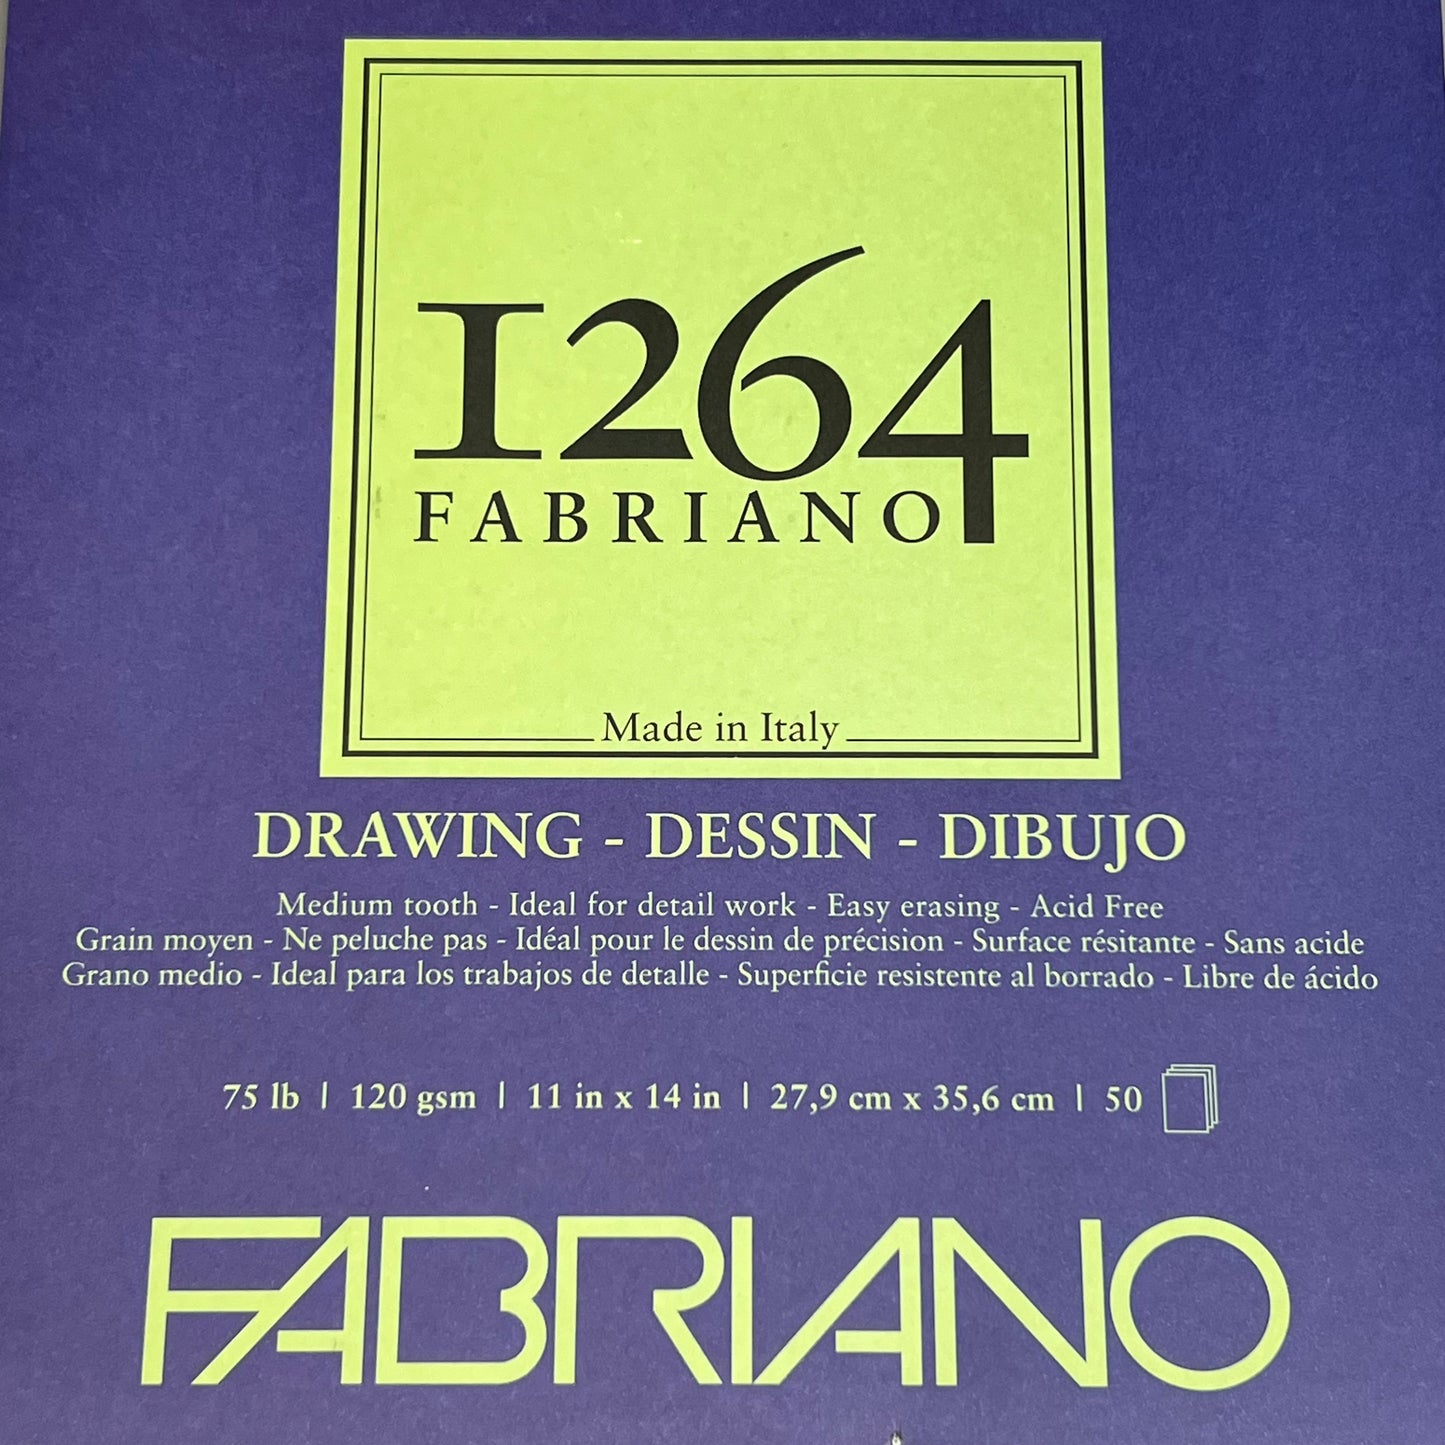 1264
FABRIANO
Made in Italy
DRAWING - DESSIN - DIBUJO
Medium tooth - Ideal for detail work - Easy erasing - Acid Free
Grain moyen - Ne peluche pas - Idéal pour le dessin de précision - Surface résitante - Sans acide
Grano medio - Ideal para los trabajos de detalle - Superficie resistente al borrado - Libre de ácido
75 lb | 120 gsm | 11 in x 14 in | 27,9 cm x 35,6 cm | 50
FABRIANO